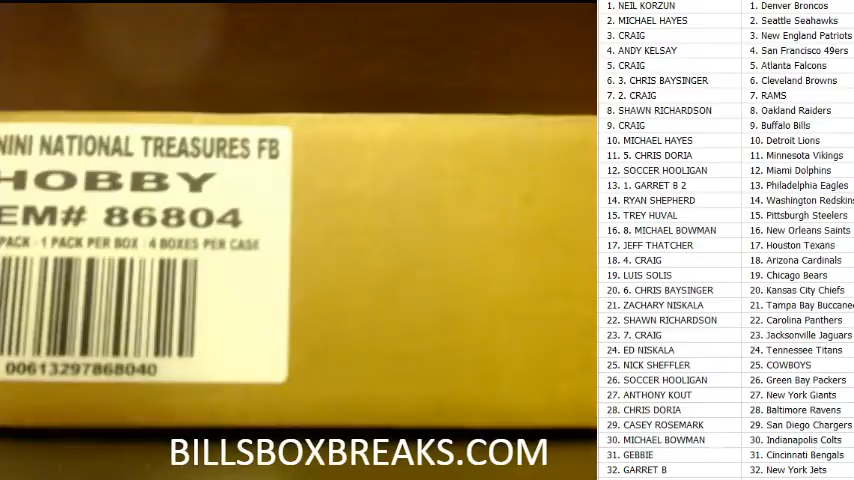 NINI NATIONAL TREASURES FB
HOBBY
EM# 86804
PACK - 1 PACK PER BOX - 4 BOXES PER CASE
00613297868040
BILLSBOXBREAKS.COM
1. NEIL KORZUN 1. Denver Broncos
2. MICHAEL HAYES 2. Seattle Seahawks
3. CRAIG 3. New England Patriots
4. ANDY KELSAY 4. San Francisco 49ers
5. CRAIG 5. Atlanta Falcons
6. 3. CHRIS BAYSINGER 6. Cleveland Browns
7. 2. CRAIG 7. RAMS
8. SHAWN RICHARDSON 8. Oakland Raiders
9. CRAIG 9. Buffalo Bills
10. MICHAEL HAYES 10. Detroit Lions
11. 5. CHRIS DORIA 11. Minnesota Vikings
12. SOCCER HOOLIGAN 12. Miami Dolphins
13. 1. GARRET B 2 13. Philadelphia Eagles
14. RYAN SHEPHERD 14. Washington Redskin
15. TREY HUVAL 15. Pittsburgh Steelers
16. 8. MICHAEL BOWMAN 16. New Orleans Saints
17. JEFF THATCHER 17. Houston Texans
18. 4. CRAIG 18. Arizona Cardinals
19. LUIS SOLIS 19. Chicago Bears
20. 6. CHRIS BAYSINGER 20. Kansas City Chiefs
21. ZACHARY NISKALA 21. Tampa Bay Buccane
22. SHAWN RICHARDSON 22. Carolina Panthers
23. 7. CRAIG 23. Jacksonville Jaguars
24. ED NISKALA 24. Tennessee Titans
25. NICK SHEFFLER 25. COWBOYS
26. SOCCER HOOLIGAN 26. Green Bay Packers
27. ANTHONY KOUT 27. New York Giants
28. CHRIS DORIA 28. Baltimore Ravens
29. CASEY ROSEMARK 29. San Diego Chargers
30. MICHAEL BOWMAN 30. Indianapolis Colts
31. GEBBIE 31. Cincinnati Bengals
32. GARRET B 32. New York Jets